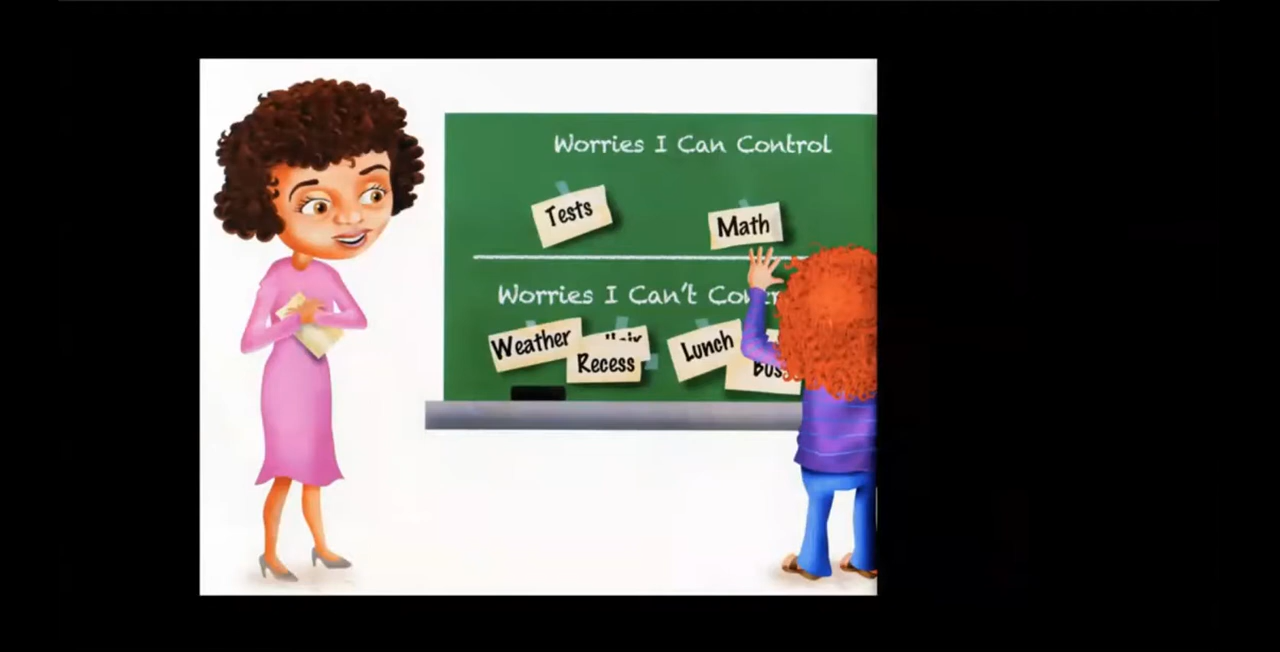 Worries I Can Control
Tests
Math
Worries I Can't
Weather
Recess
Lunch